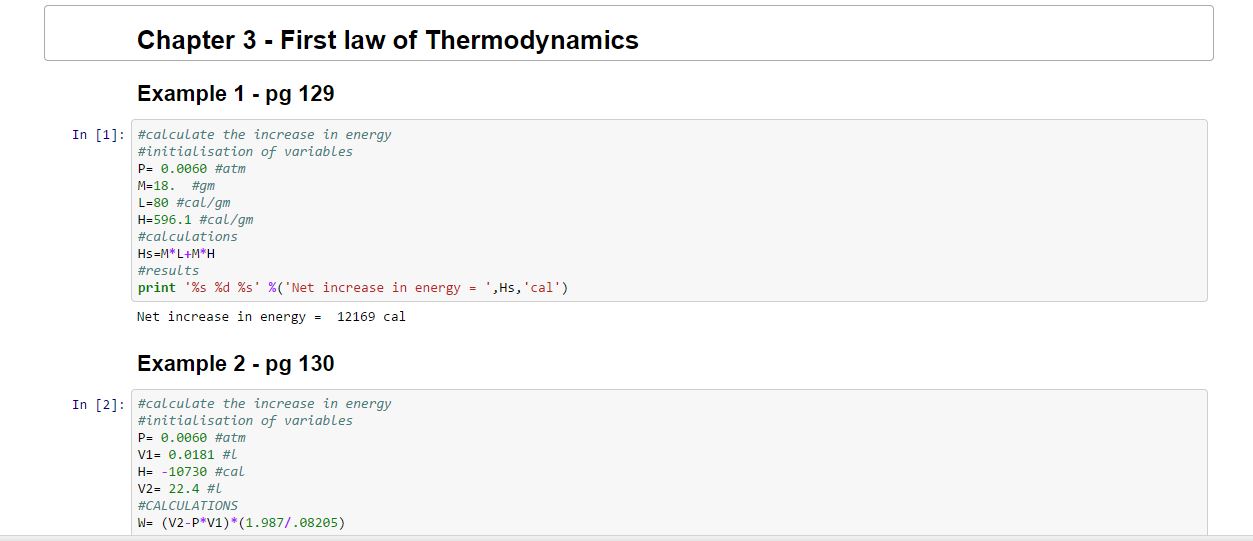 Chapter 3 - First law of Thermodynamics
Example 1 - pg 129
In [1]: #calculate the increase in energy
#initialisation of variables
P= 0.0060 #atm
M=18.  #gm
L=80 #cal/gm
H=596.1 #cal/gm
#calculations
Hs=M*L+M*H
#results
print '%s %d %s' %('Net increase in energy = ',Hs,'cal')
Net increase in energy =  12169 cal
Example 2 - pg 130
In [2]: #calculate the increase in energy
#initialisation of variables
P= 0.0060 #atm
V1= 0.0181 #l
H= -10730 #cal
V2= 22.4 #l
#CALCULATIONS
W= (V2-P*V1)*(1.987/.08205)